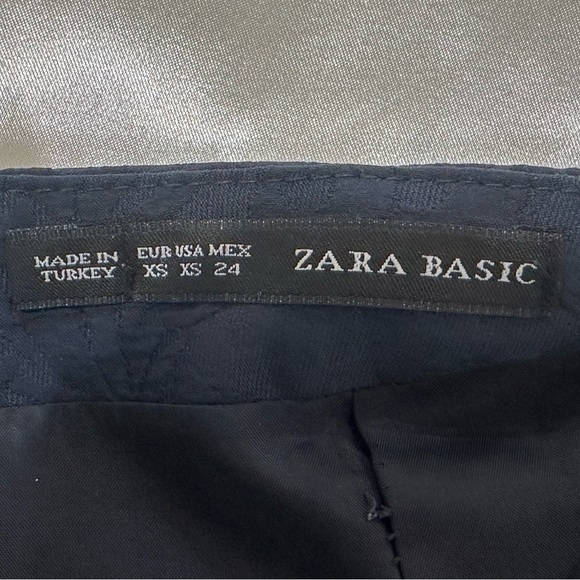 MADE IN
TURKEY
EUR USA MEX
XS XS 24
ZARA BASIC